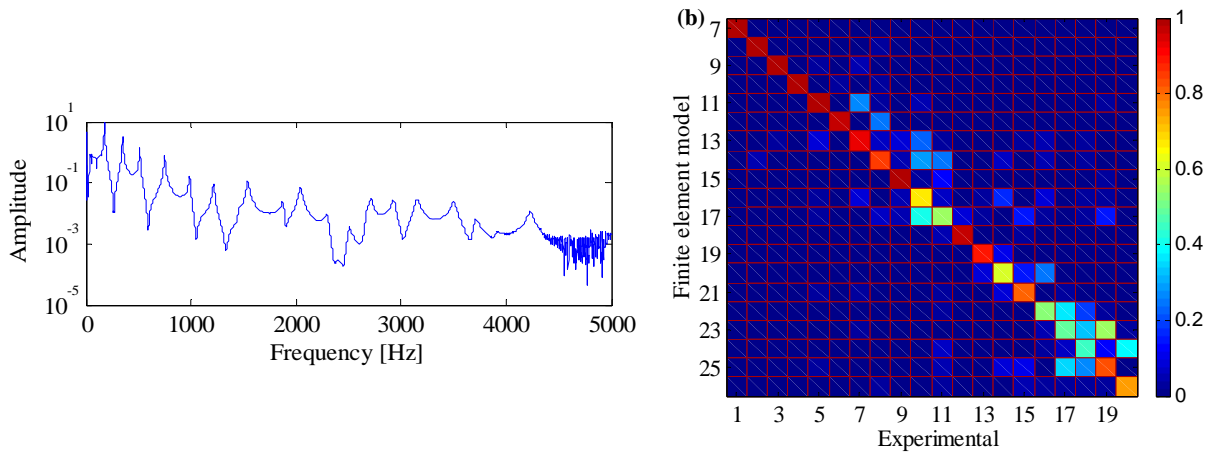 10^1
10^-1
10^-3
10^-5
Amplitude
0 1000 2000 3000 4000 5000
Frequency [Hz]
(b)
7
9
11
13
15
17
19
21
23
25
Finite element model
1 3 5 7 9 11 13 15 17 19
Experimental
1
0.8
0.6
0.4
0.2
0